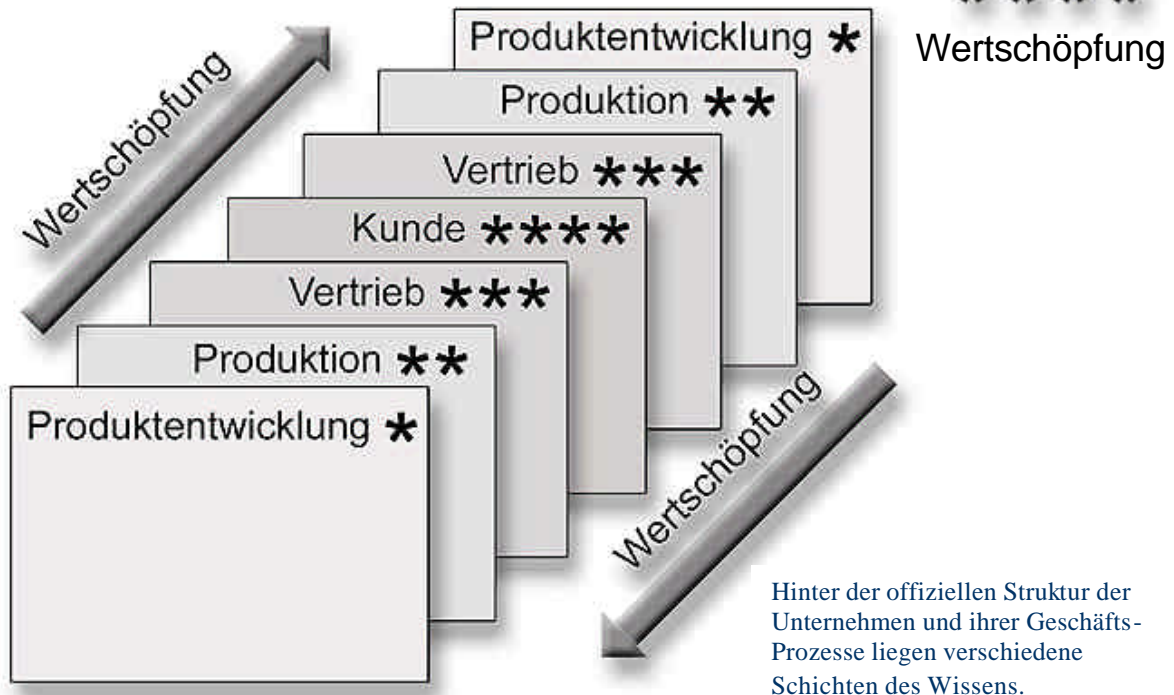 Produktentwicklung *
Wertschöpfung
Produktion **
Wertschöpfung
Vertrieb ***
Kunde ****
Vertrieb ***
Produktion **
Produktentwicklung *
Wertschöpfung
Hinter der offiziellen Struktur der
Unternehmen und ihrer Geschäfts-
Prozesse liegen verschiedene
Schichten des Wissens.